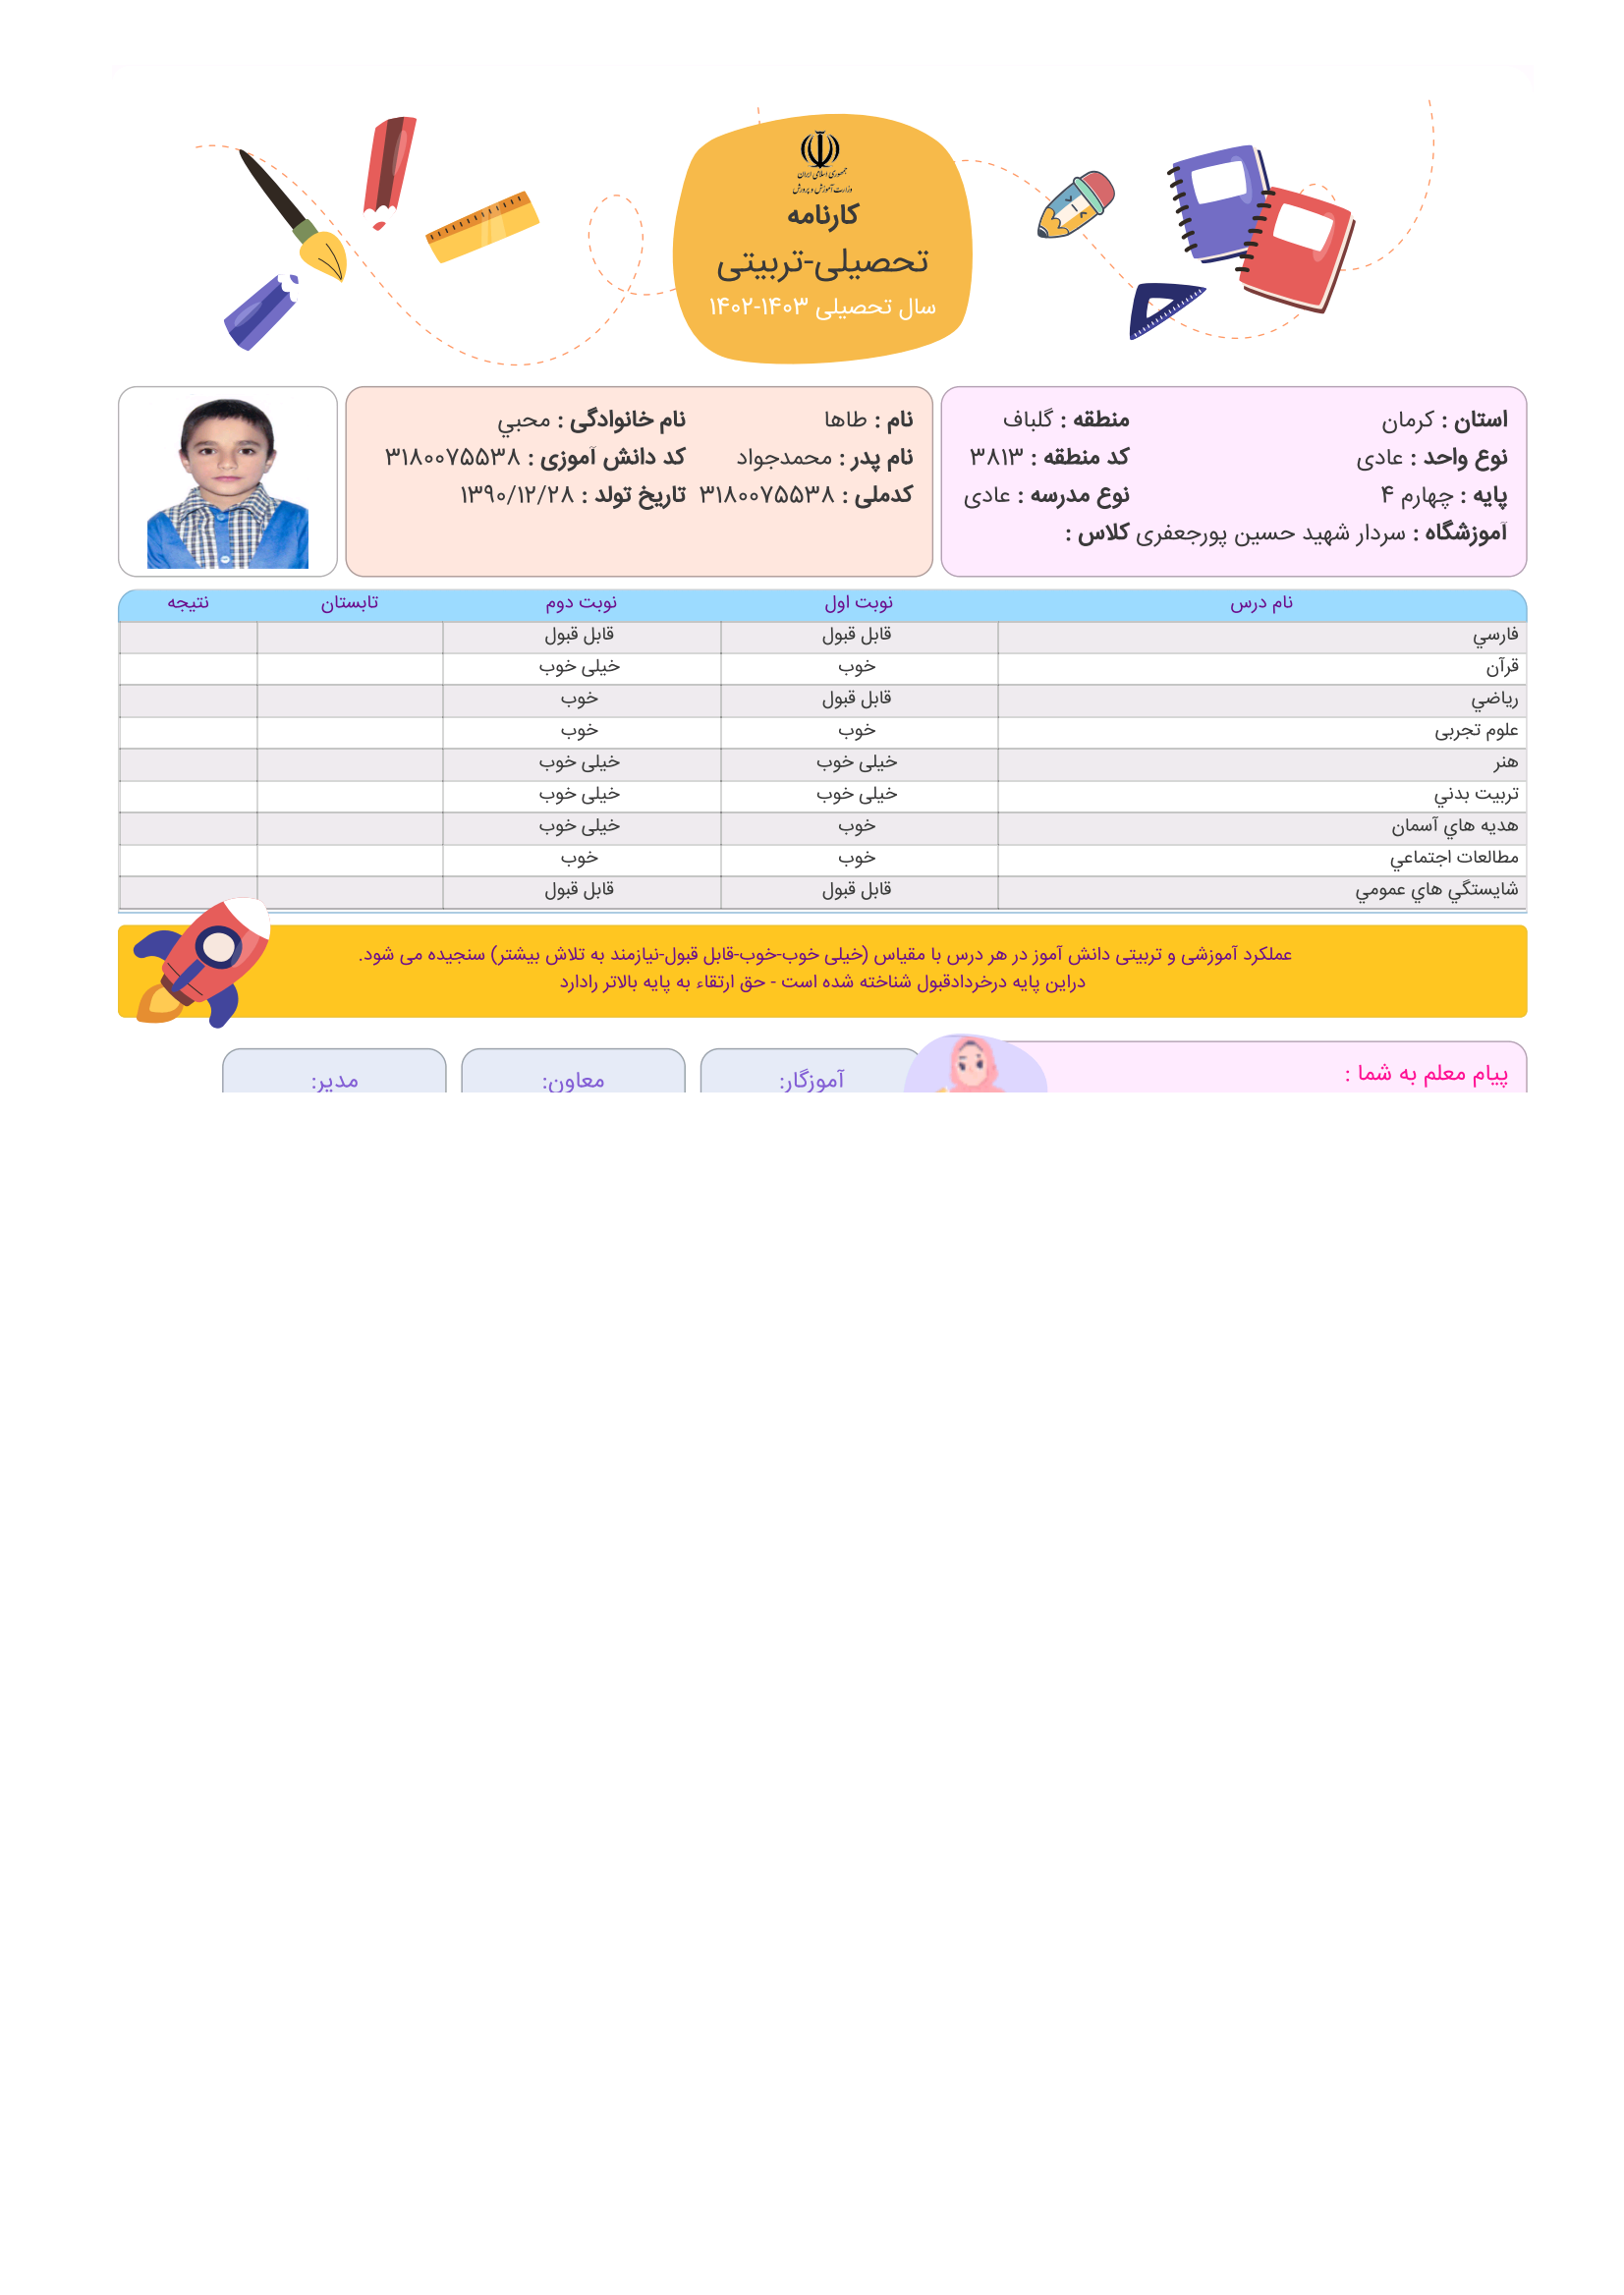 جمهوری اسلامی ایران
وزارت آموزش و پرورش
کارنامه
تحصیلی-تربیتی
سال تحصیلی ۱۴۰۳-۱۴۰۲
استان : کرمان منطقه : گلباف
نوع واحد : عادی کد منطقه : ۳۸۱۳
پایه : چهارم ۴ نوع مدرسه : عادی
آموزشگاه : سردار شهید حسین پورجعفری کلاس :
نام : طاها نام خانوادگی : محبي
نام پدر : محمدجواد کد دانش آموزی : ۳۱۸۰۰۷۵۵۳۸
کدملی : ۳۱۸۰۰۷۵۵۳۸ تاریخ تولد : ۱۳۹۰/۱۲/۲۸
نام درس نوبت اول نوبت دوم تابستان نتیجه
فارسي قابل قبول قابل قبول
قرآن خوب خیلی خوب
رياضي قابل قبول خوب
علوم تجربی خوب خوب
هنر خیلی خوب خیلی خوب
تربيت بدني خیلی خوب خیلی خوب
هديه هاي آسمان خوب خیلی خوب
مطالعات اجتماعي خوب خوب
شايستگي هاي عمومي قابل قبول قابل قبول
عملکرد آموزشی و تربیتی دانش آموز در هر درس با مقیاس (خیلی خوب-خوب-قابل قبول-نیازمند به تلاش بیشتر) سنجیده می شود.
دراین پایه درخردادقبول شناخته شده است - حق ارتقاء به پایه بالاتر رادارد
پیام معلم به شما :
آموزگار: معاون: مدیر: